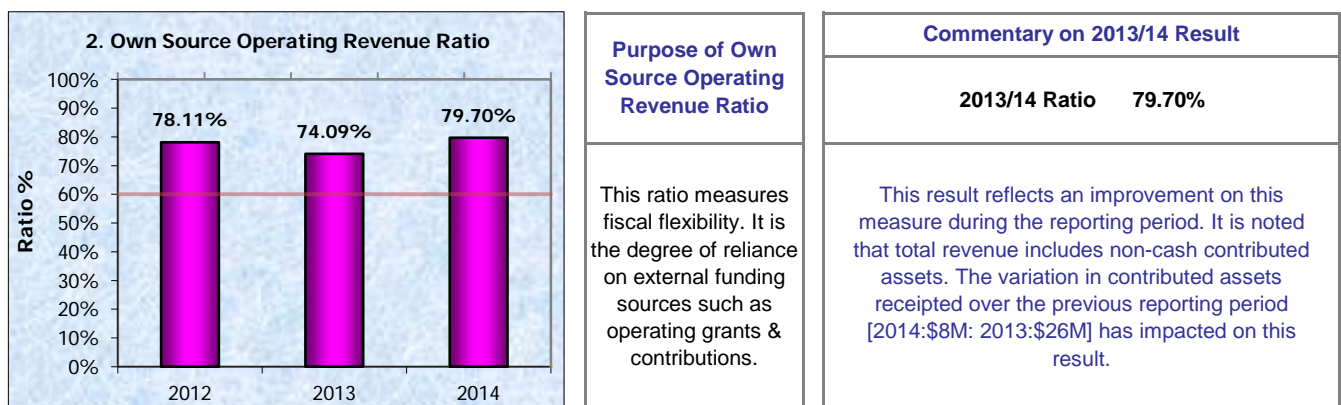 2. Own Source Operating Revenue Ratio
100%
90%
80%
70%
60%
50%
40%
30%
20%
10%
0%
Ratio %
78.11%
74.09%
79.70%
2012
2013
2014
Purpose of Own
Source Operating
Revenue Ratio
This ratio measures
fiscal flexibility. It is
the degree of reliance
on external funding
sources such as
operating grants &
contributions.
Commentary on 2013/14 Result
2013/14 Ratio 79.70%
This result reflects an improvement on this
measure during the reporting period. It is noted
that total revenue includes non-cash contributed
assets. The variation in contributed assets
receipted over the previous reporting period
[2014:$8M: 2013:$26M] has impacted on this
result.